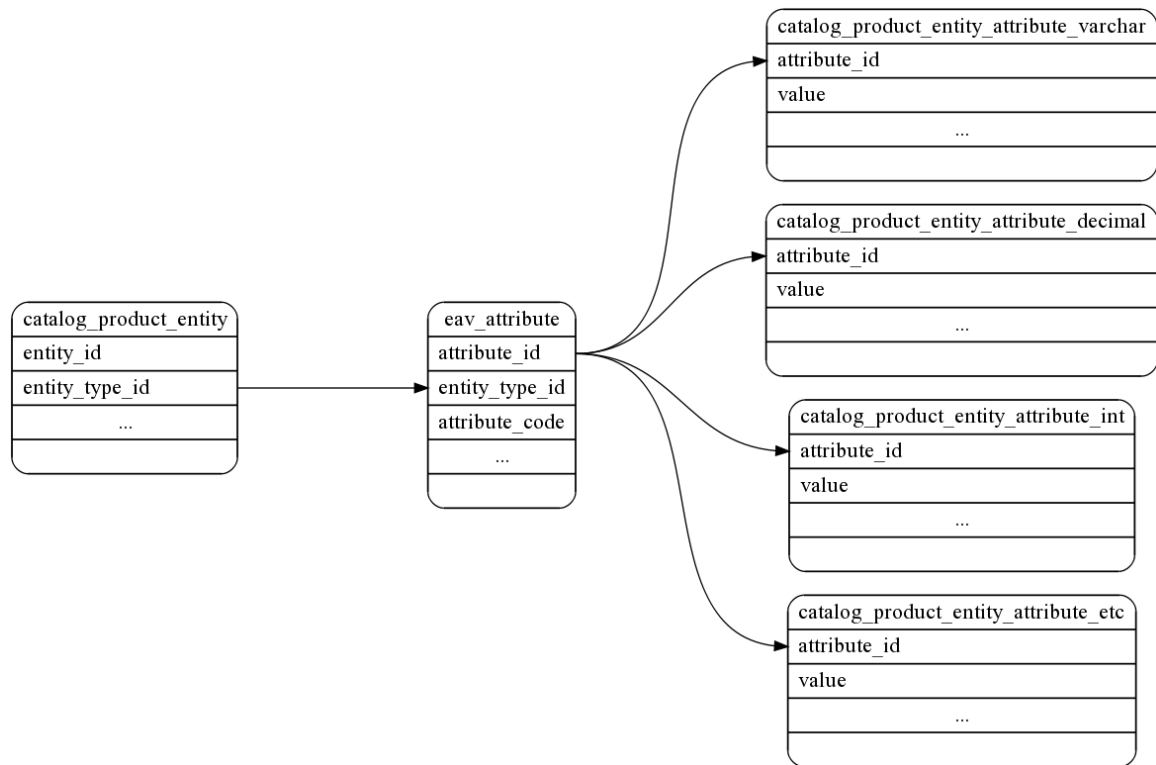 catalog_product_entity
entity_id
entity_type_id
...
eav_attribute
attribute_id
entity_type_id
attribute_code
...
catalog_product_entity_attribute_varchar
attribute_id
value
...
catalog_product_entity_attribute_decimal
attribute_id
value
...
catalog_product_entity_attribute_int
attribute_id
value
...
catalog_product_entity_attribute_etc
attribute_id
value
...